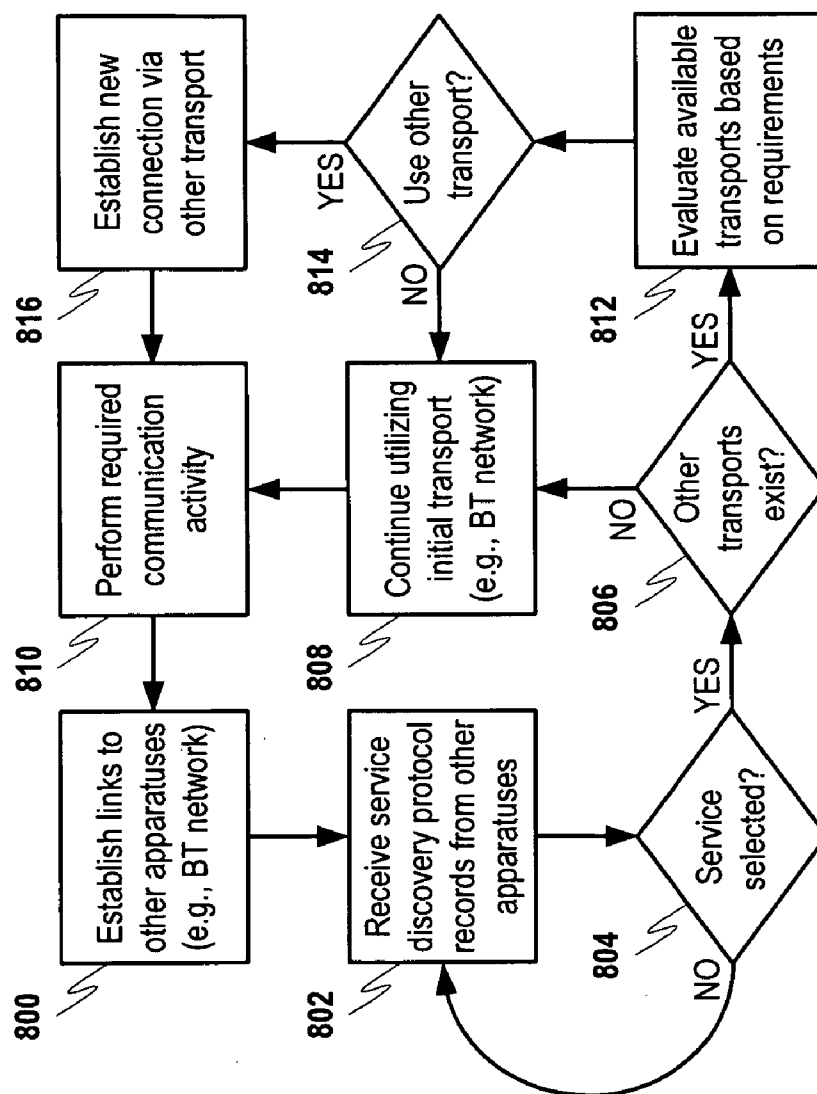 800
Establish links to
other apparatuses
(e.g., BT network)
802
Receive service
discovery protocol
records from other
apparatuses
804
Service
selected?
NO
YES
806
Other
transports
exist?
NO
YES
808
Continue utilizing
initial transport
(e.g., BT network)
810
Perform required
communication
activity
812
Evaluate available
transports based
on requirements
814
Use other
transport?
NO
YES
816
Establish new
connection via
other transport